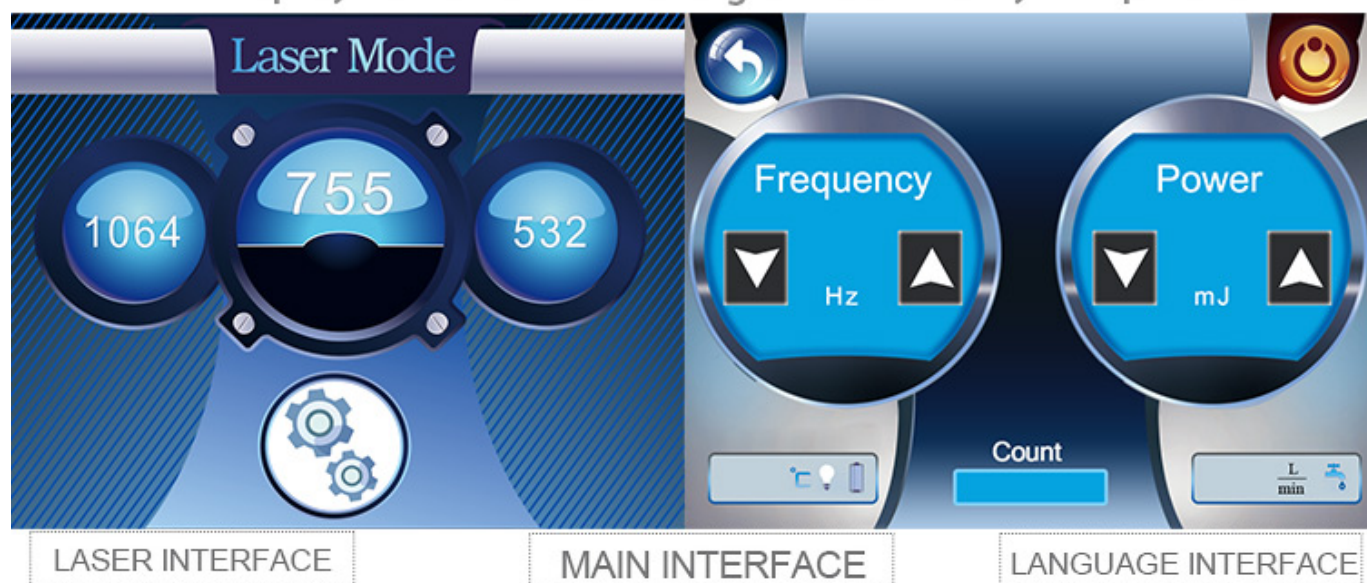 Laser Mode
1064
755
532
Frequency
Hz
Power
mJ
℃
Count
L
min
LASER INTERFACE
MAIN INTERFACE
LANGUAGE INTERFACE